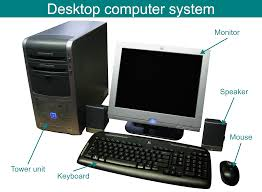 Desktop computer system
Monitor
Speaker
Mouse
Tower unit
Keyboard